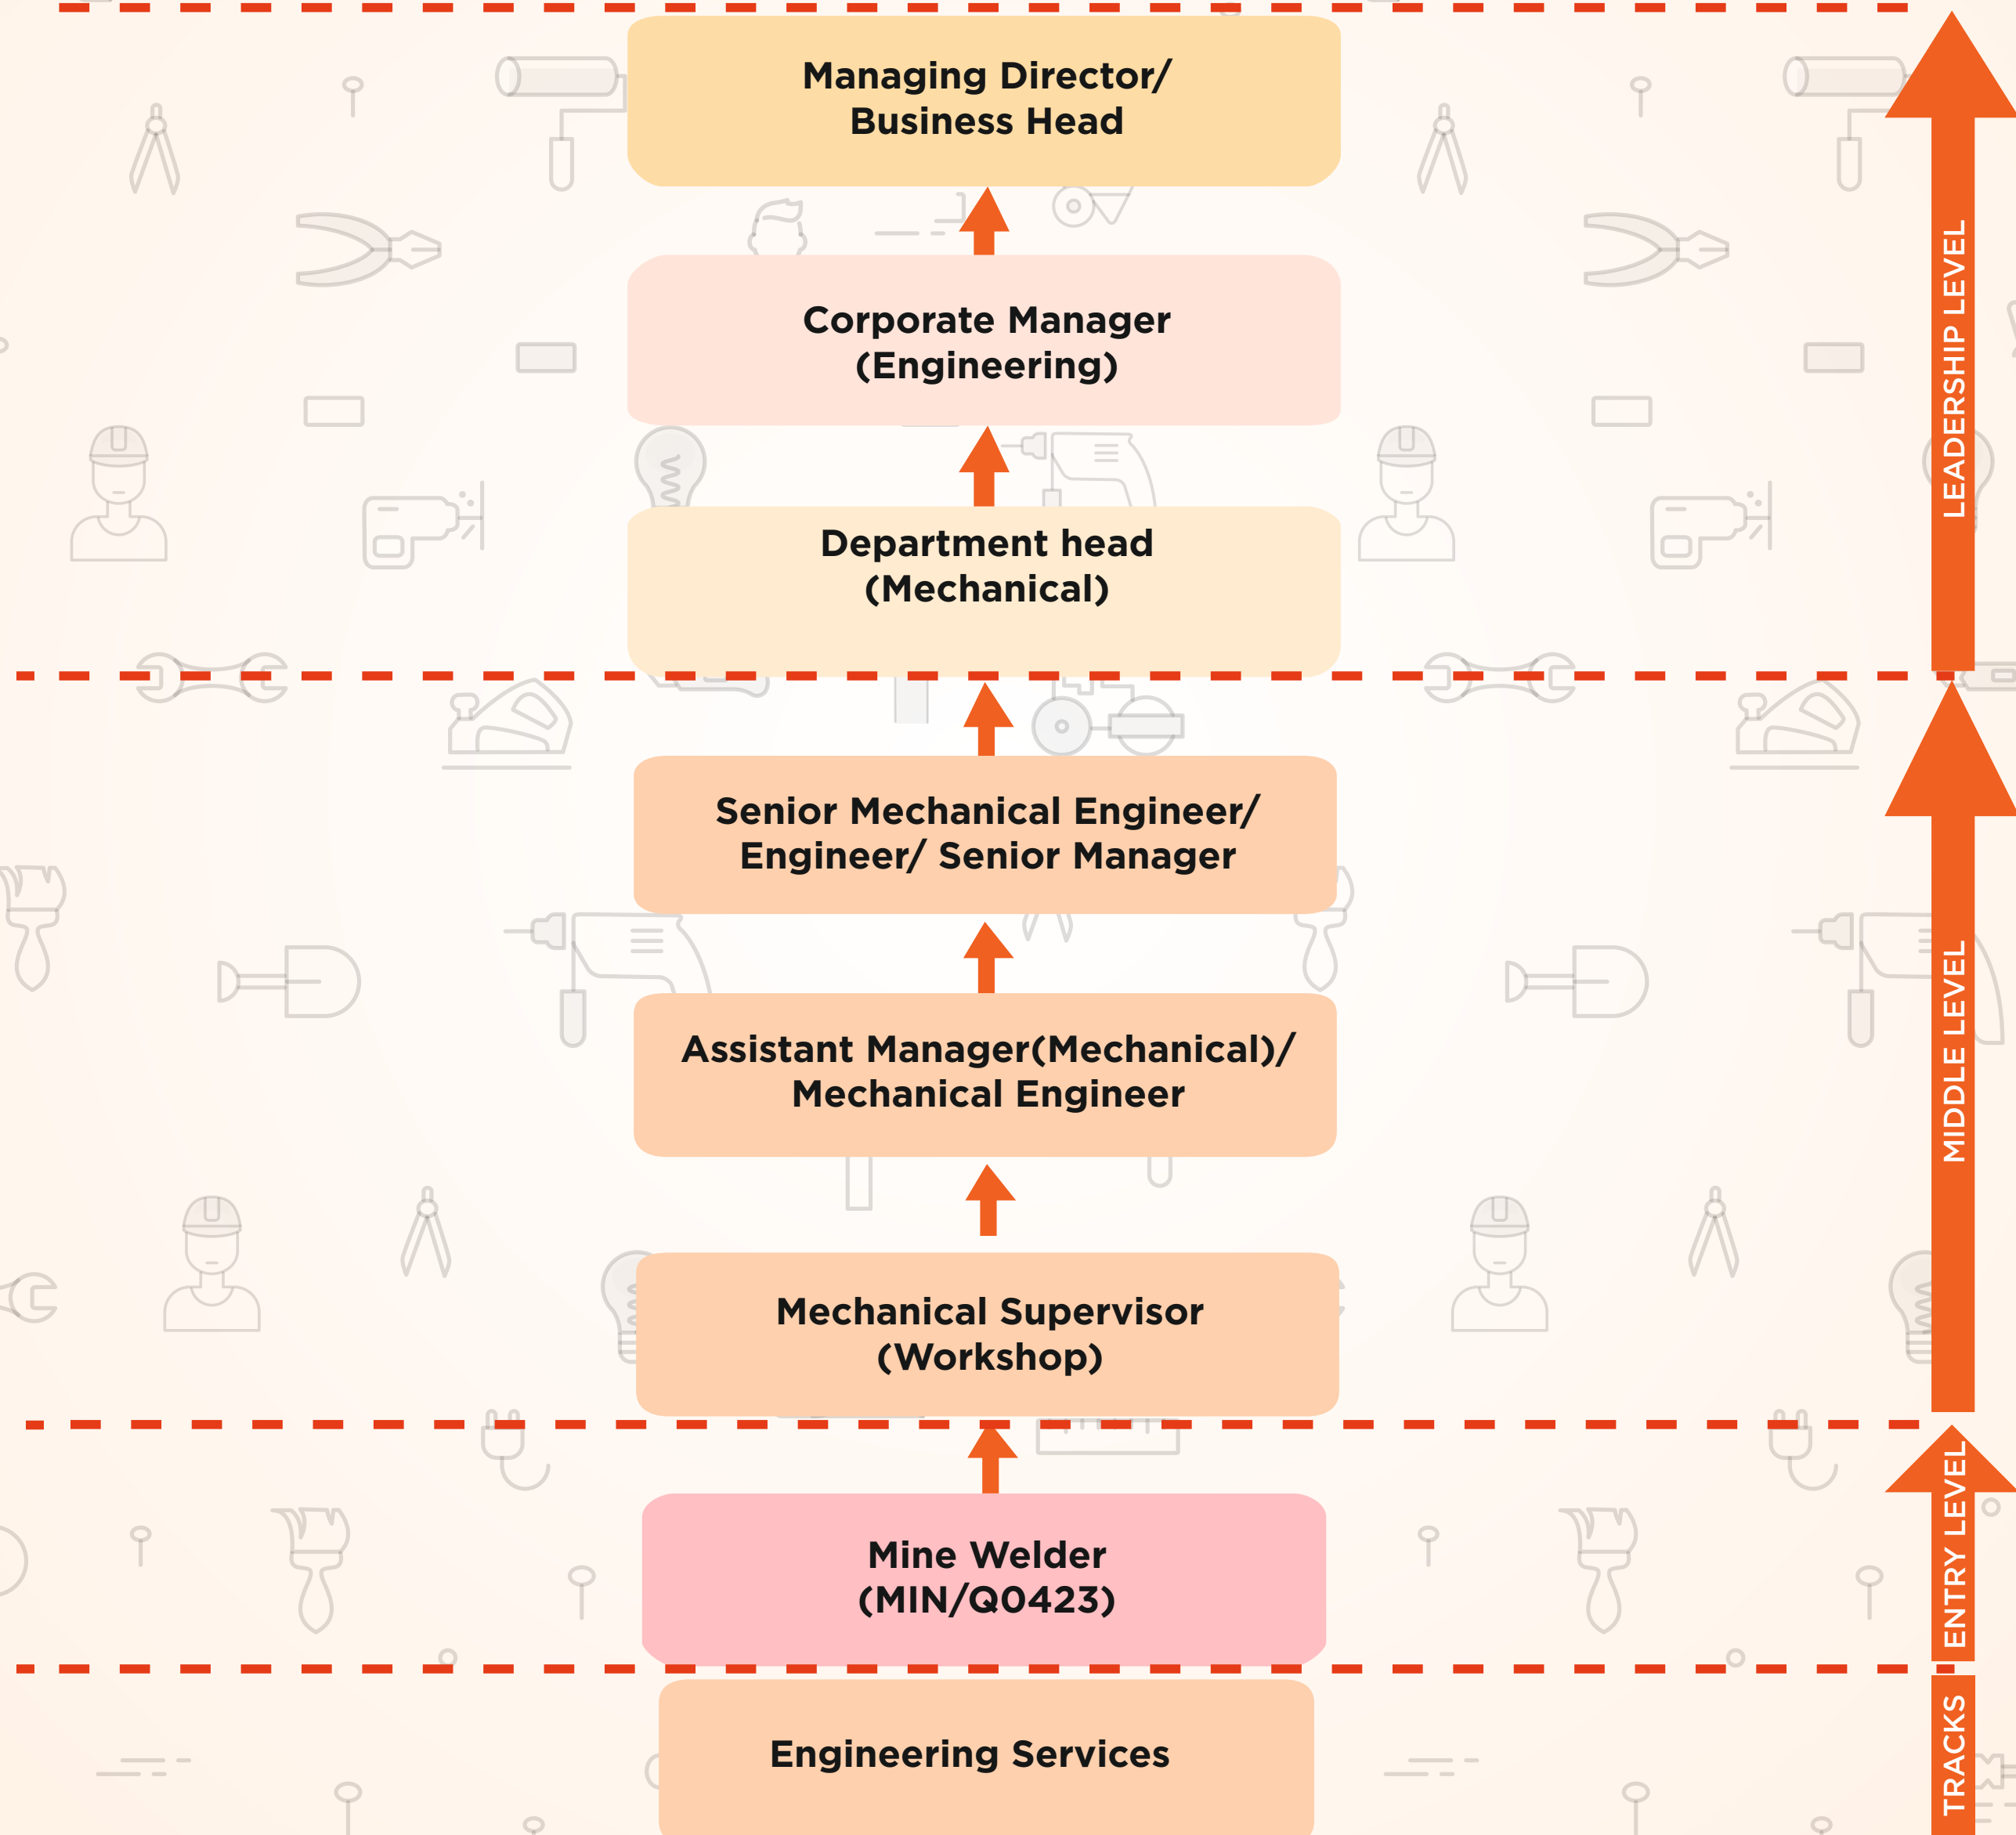 Managing Director/
Business Head
Corporate Manager
(Engineering)
Department head
(Mechanical)
LEADERSHIP LEVEL
Senior Mechanical Engineer/
Engineer/ Senior Manager
Assistant Manager(Mechanical)/
Mechanical Engineer
Mechanical Supervisor
(Workshop)
MIDDLE LEVEL
Mine Welder
(MIN/Q0423)
ENTRY LEVEL
Engineering Services
TRACKS